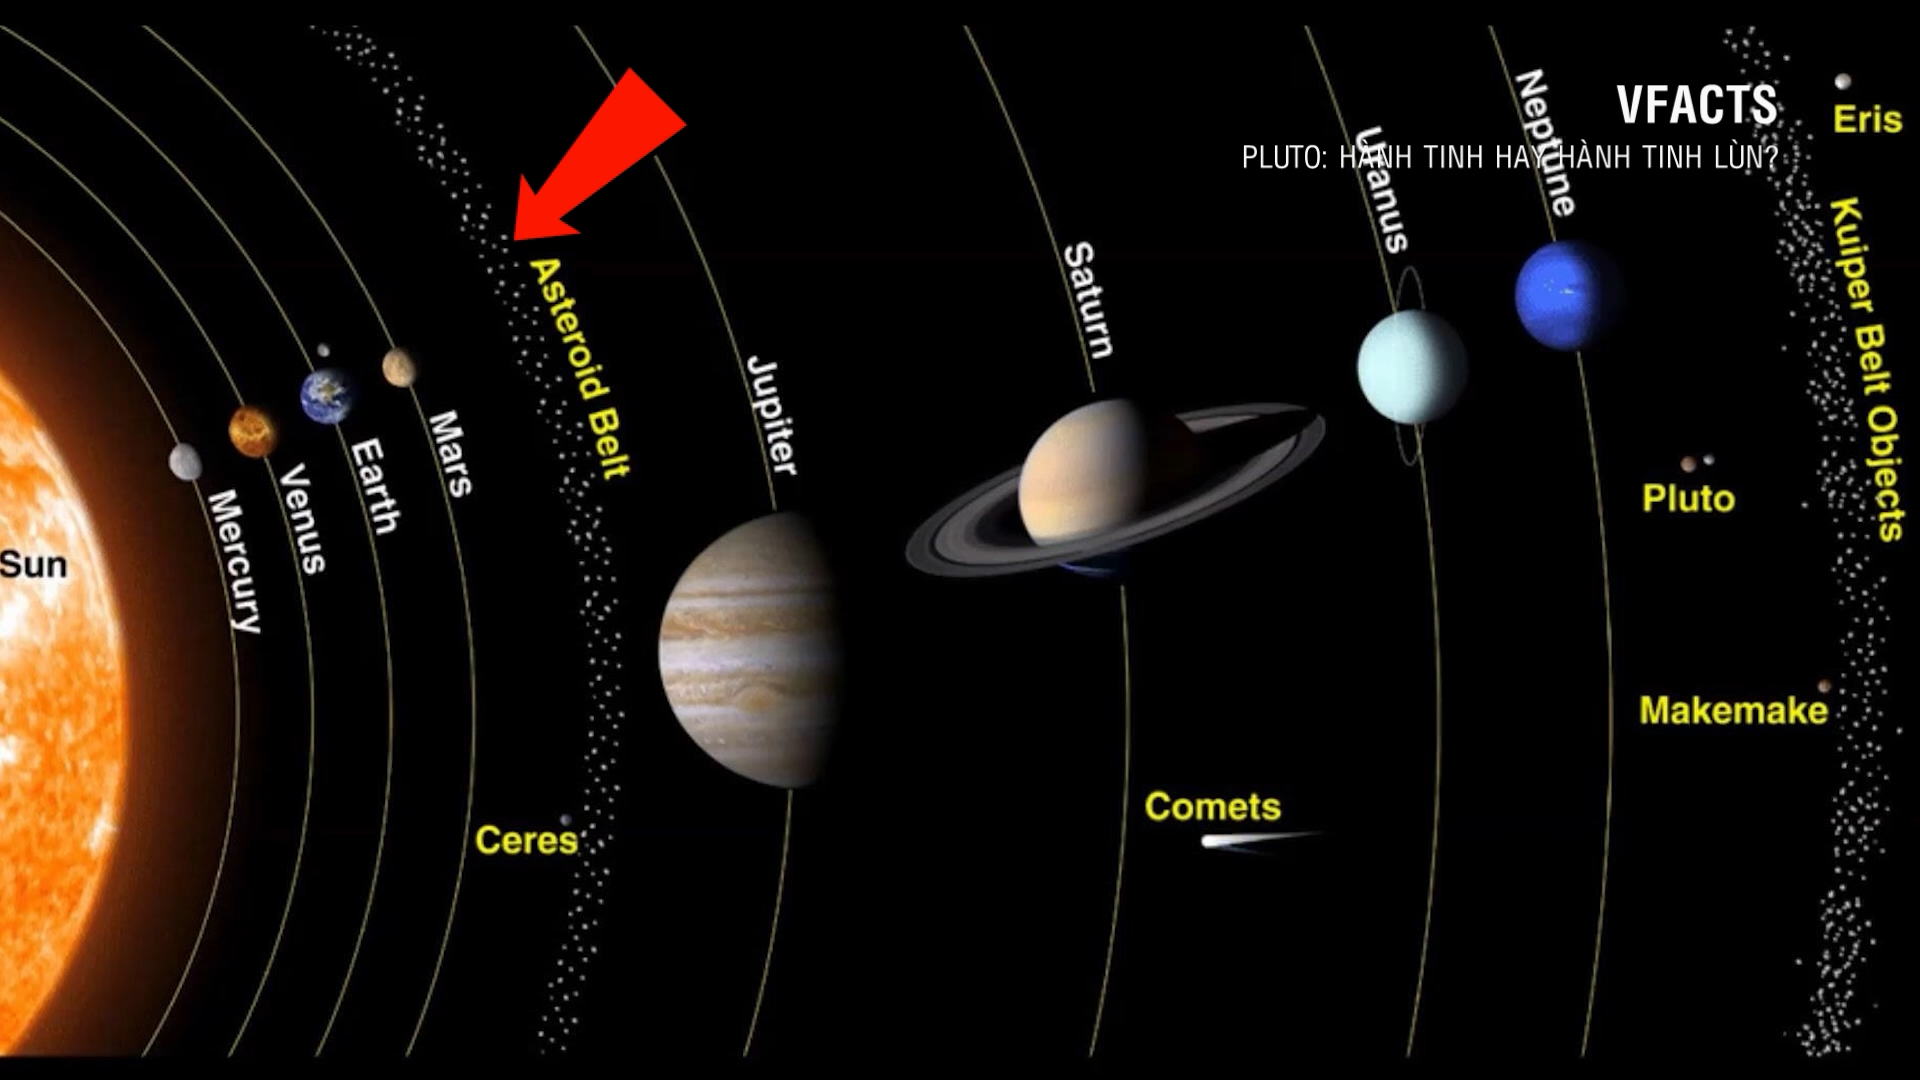 VFACTS
PLUTO: HÀNH TINH HAY HÀNH TINH LÙN?
Sun
Mercury
Venus
Earth
Mars
Asteroid Belt
Ceres
Jupiter
Saturn
Comets
Uranus
Neptune
Pluto
Makemake
Eris
Kuiper Belt Objects